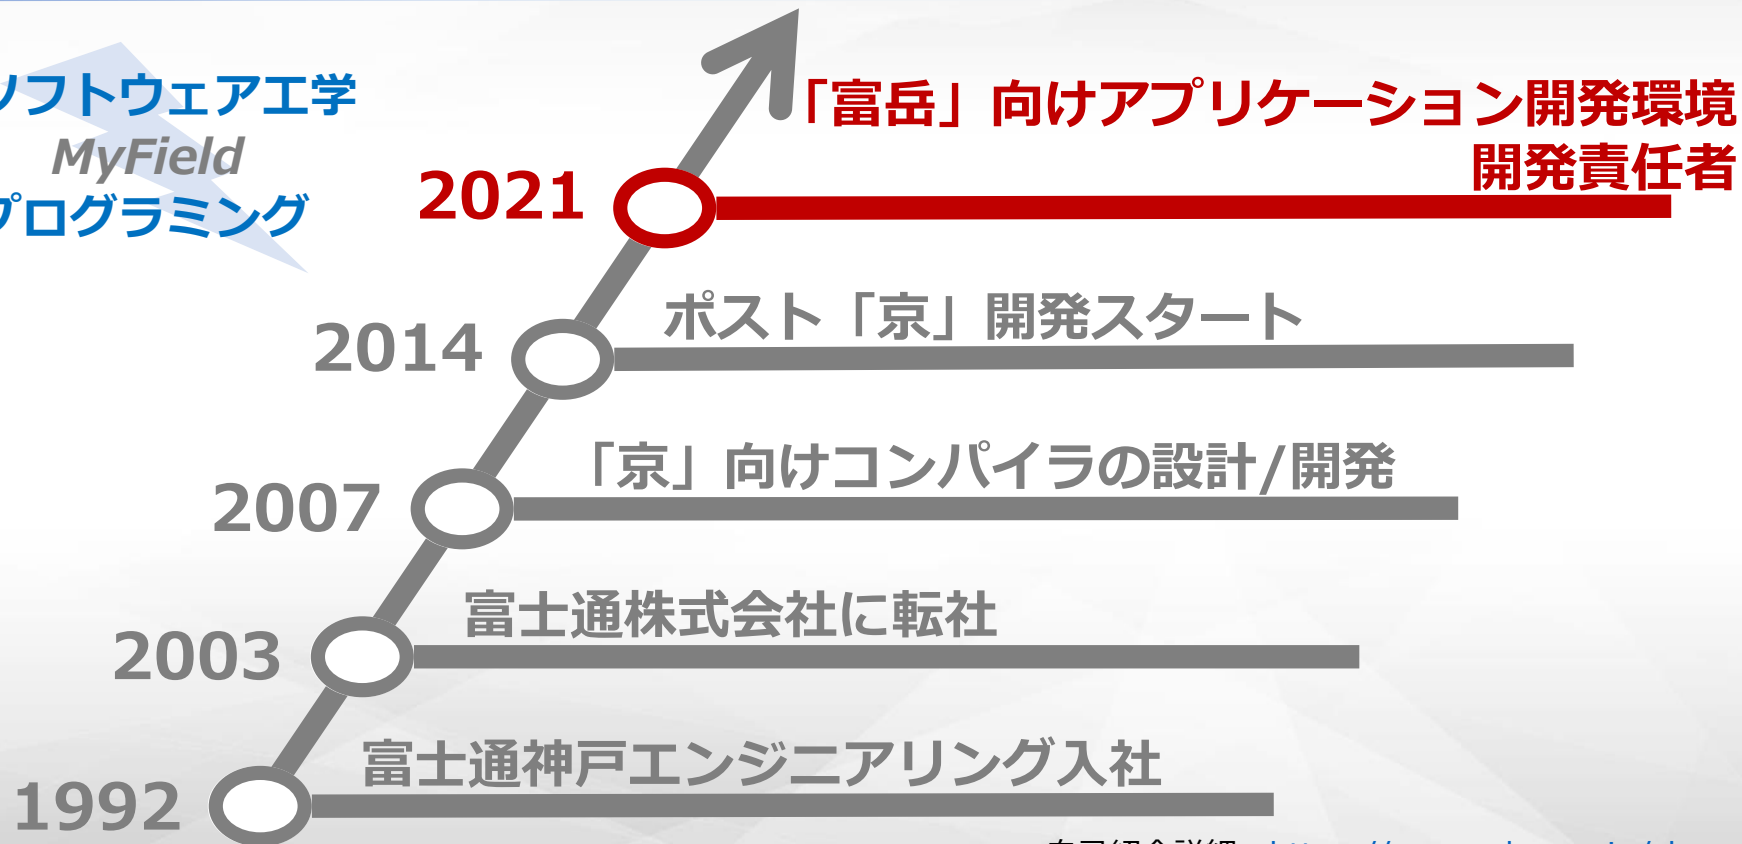 ソフトウェア工学
MyField
プログラミング
「富岳」向けアプリケーション開発環境
開発責任者
2021
ポスト「京」開発スタート
2014
「京」向けコンパイラの設計/開発
2007
富士通株式会社に転社
2003
富士通神戸エンジニアリング入社
1992